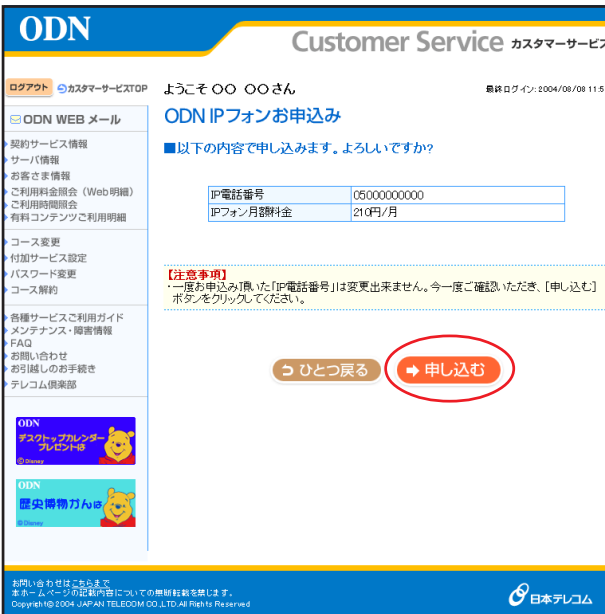 ODN
Customer Service カスタマーサービス
ログアウト カスタマーサービスTOP
ようこそ〇〇 〇〇さん
最終ログイン:2004/08/08 11:5
ODN WEB メール
ODN IPフォンお申込み
■以下の内容で申し込みます。よろしいですか?
契約サービス情報
サーバ情報
お客さま情報
ご利用料金照会（Web明細）
ご利用時間照会
有料コンテンツご利用明細
コース変更
付加サービス設定
パスワード変更
コース解約
各種サービスご利用ガイド
メンテナンス・障害情報
FAQ
お問い合わせ
お引越しのお手続き
テレコム倶楽部
IP電話番号 05000000000
IPフォン月額料金 210円/月
【注意事項】
・一度お申込み頂いた「IP電話番号」は変更出来ません。今一度ご確認いただき、[申し込む]
ボタンをクリックしてください。
ひとつ戻る 申し込む
ODN
デスクトップカレンダー
プレゼントは
© Disney
ODN
歴史博物がんは
© Disney
お問い合わせはこちらまで
本ホームページの記載内容についての無断転載を禁じます。
Copyright© 2004 JAPAN TELECOM CO.,LTD.All Rights Reserved
日本テレコム